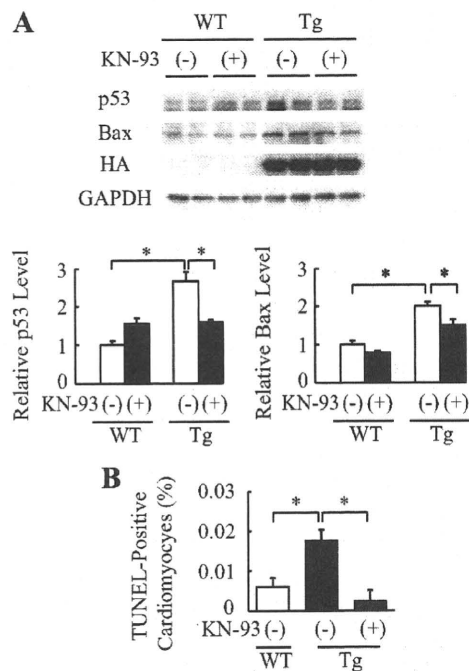 A
WT Tg
KN-93 (-) (+) (-) (+)
p53
Bax
HA
GAPDH
Relative p53 Level
3
2
1
0
* *
KN-93 (-) (+) (-) (+)
WT Tg
Relative Bax Level
3
2
1
0
* *
KN-93 (-) (+) (-) (+)
WT Tg
B
TUNEL-Positive
Cardiomyocyes (%)
0.03
0.02
0.01
0
* *
KN-93 (-) (-) (+)
WT Tg